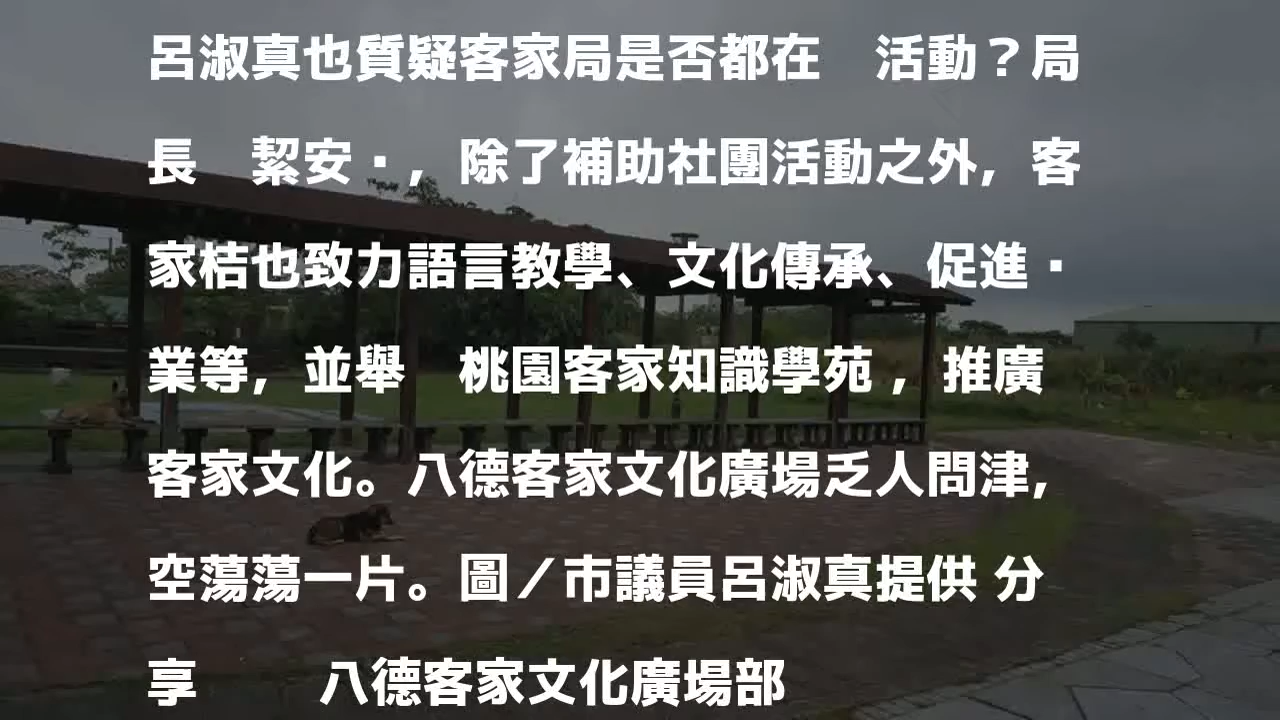 呂淑真也質疑客家局是否都在　活動？局
長　絜安·，除了補助社團活動之外，客
家桔也致力語言教學、文化傳承、促進·
業等，並舉　桃園客家知識學苑 ，推廣
客家文化。八德客家文化廣場乏人問津，
空蕩蕩一片。圖／市議員呂淑真提供 分
享　　 八德客家文化廣場部